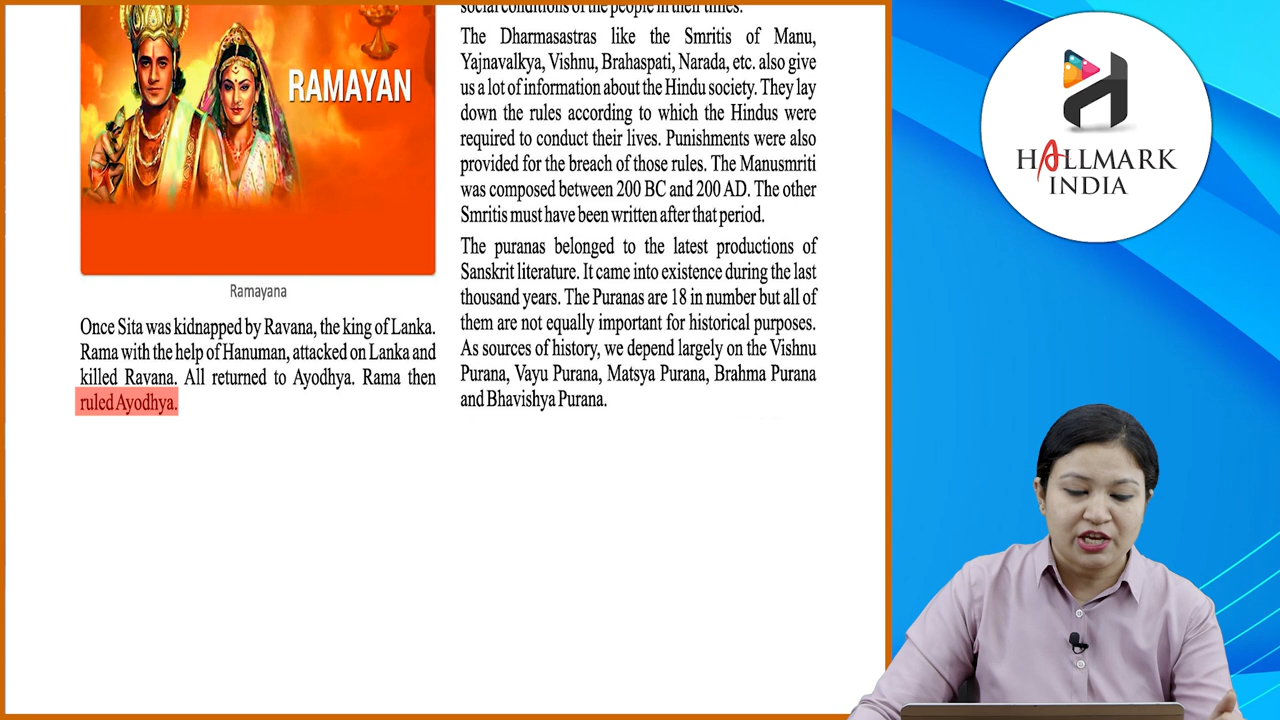 RAMAYAN
Ramayana
Once Sita was kidnapped by Ravana, the king of Lanka.
Rama with the help of Hanuman, attacked on Lanka and
killed Ravana. All returned to Ayodhya. Rama then
ruled Ayodhya.
social conditions of the people in their times.
The Dharmasastras like the Smritis of Manu,
Yajnavalkya, Vishnu, Brahaspati, Narada, etc. also give
us a lot of information about the Hindu society. They lay
down the rules according to which the Hindus were
required to conduct their lives. Punishments were also
provided for the breach of those rules. The Manusmriti
was composed between 200 BC and 200 AD. The other
Smritis must have been written after that period.
The puranas belonged to the latest productions of
Sanskrit literature. It came into existence during the last
thousand years. The Puranas are 18 in number but all of
them are not equally important for historical purposes.
As sources of history, we depend largely on the Vishnu
Purana, Vayu Purana, Matsya Purana, Brahma Purana
and Bhavishya Purana.
HALLMARK
INDIA